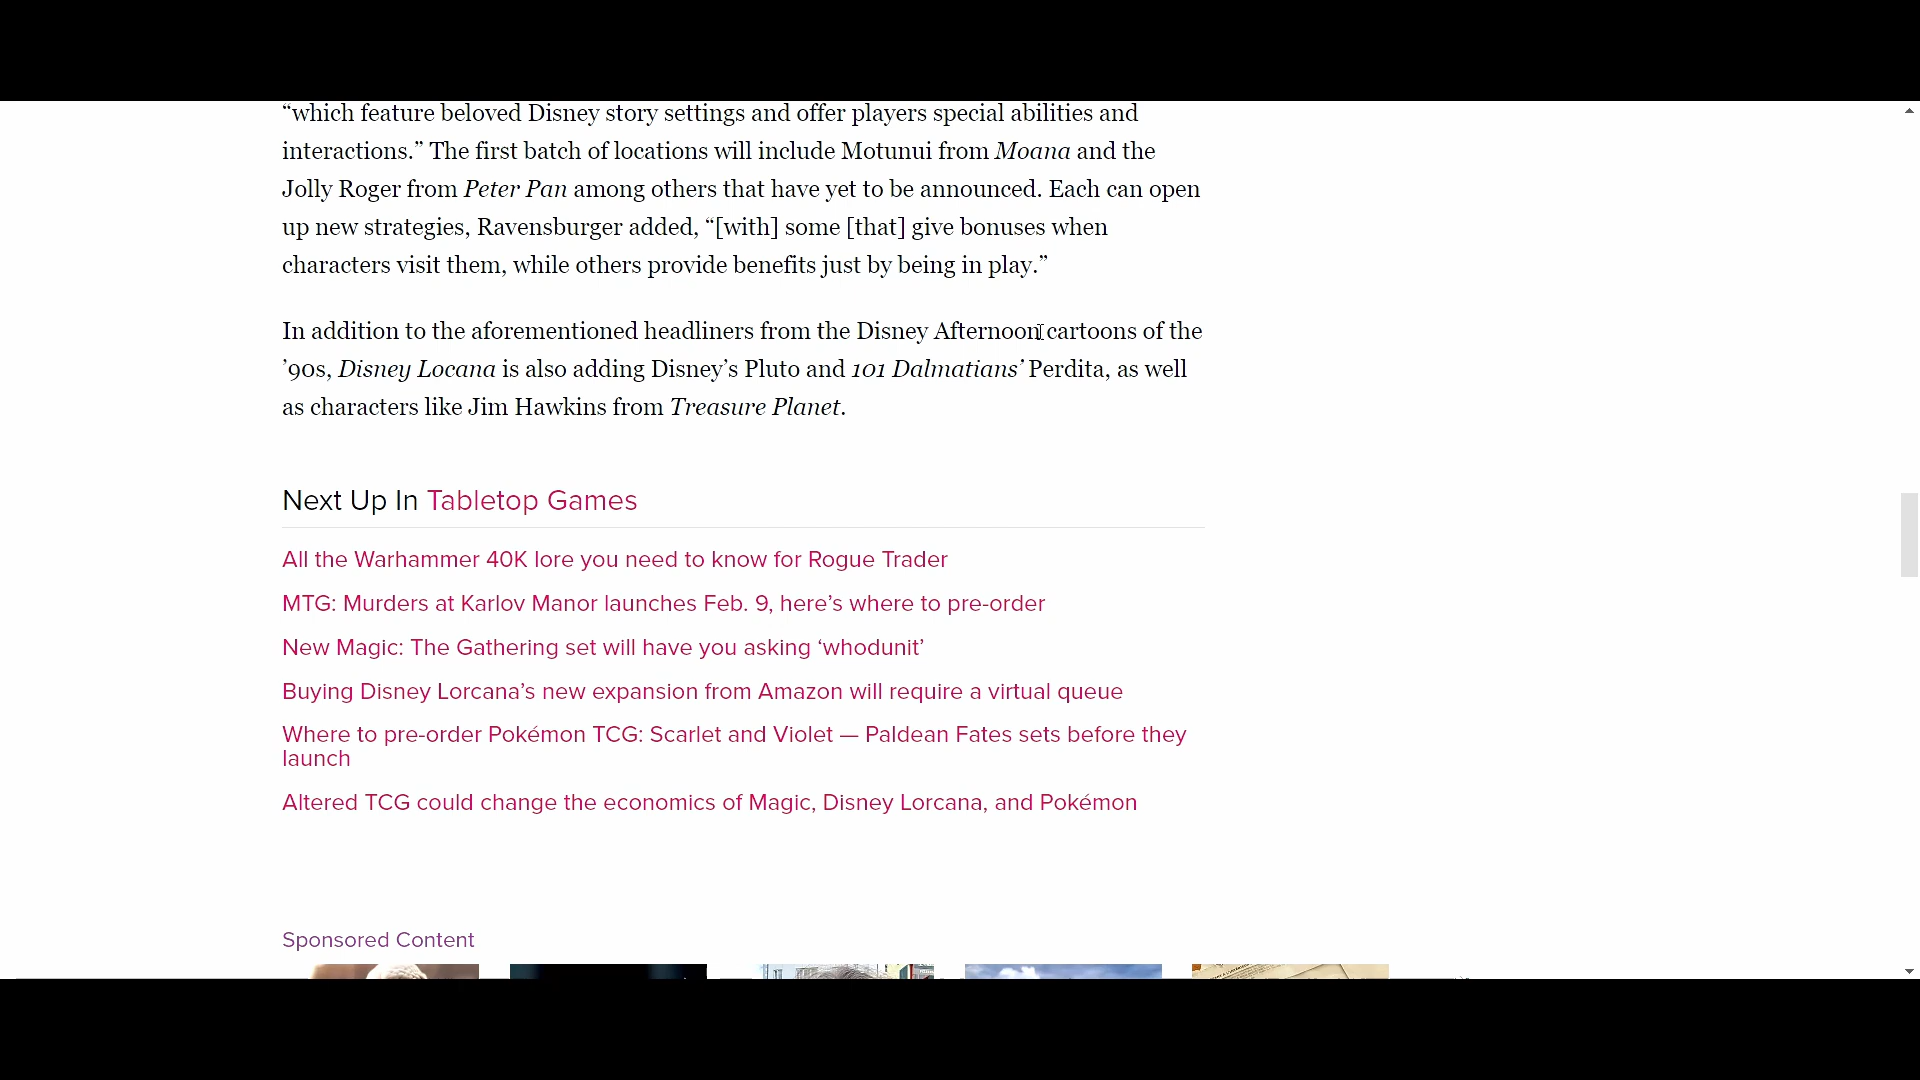 “which feature beloved Disney story settings and offer players special abilities and
interactions.” The first batch of locations will include Motunui from Moana and the
Jolly Roger from Peter Pan among others that have yet to be announced. Each can open
up new strategies, Ravensburger added, “[with] some [that] give bonuses when
characters visit them, while others provide benefits just by being in play.”
In addition to the aforementioned headliners from the Disney Afternoon cartoons of the
’90s, Disney Locana is also adding Disney’s Pluto and 101 Dalmatians’ Perdita, as well
as characters like Jim Hawkins from Treasure Planet.
Next Up In Tabletop Games
All the Warhammer 40K lore you need to know for Rogue Trader
MTG: Murders at Karlov Manor launches Feb. 9, here’s where to pre-order
New Magic: The Gathering set will have you asking ‘whodunit’
Buying Disney Lorcana’s new expansion from Amazon will require a virtual queue
Where to pre-order Pokémon TCG: Scarlet and Violet — Paldean Fates sets before they
launch
Altered TCG could change the economics of Magic, Disney Lorcana, and Pokémon
Sponsored Content